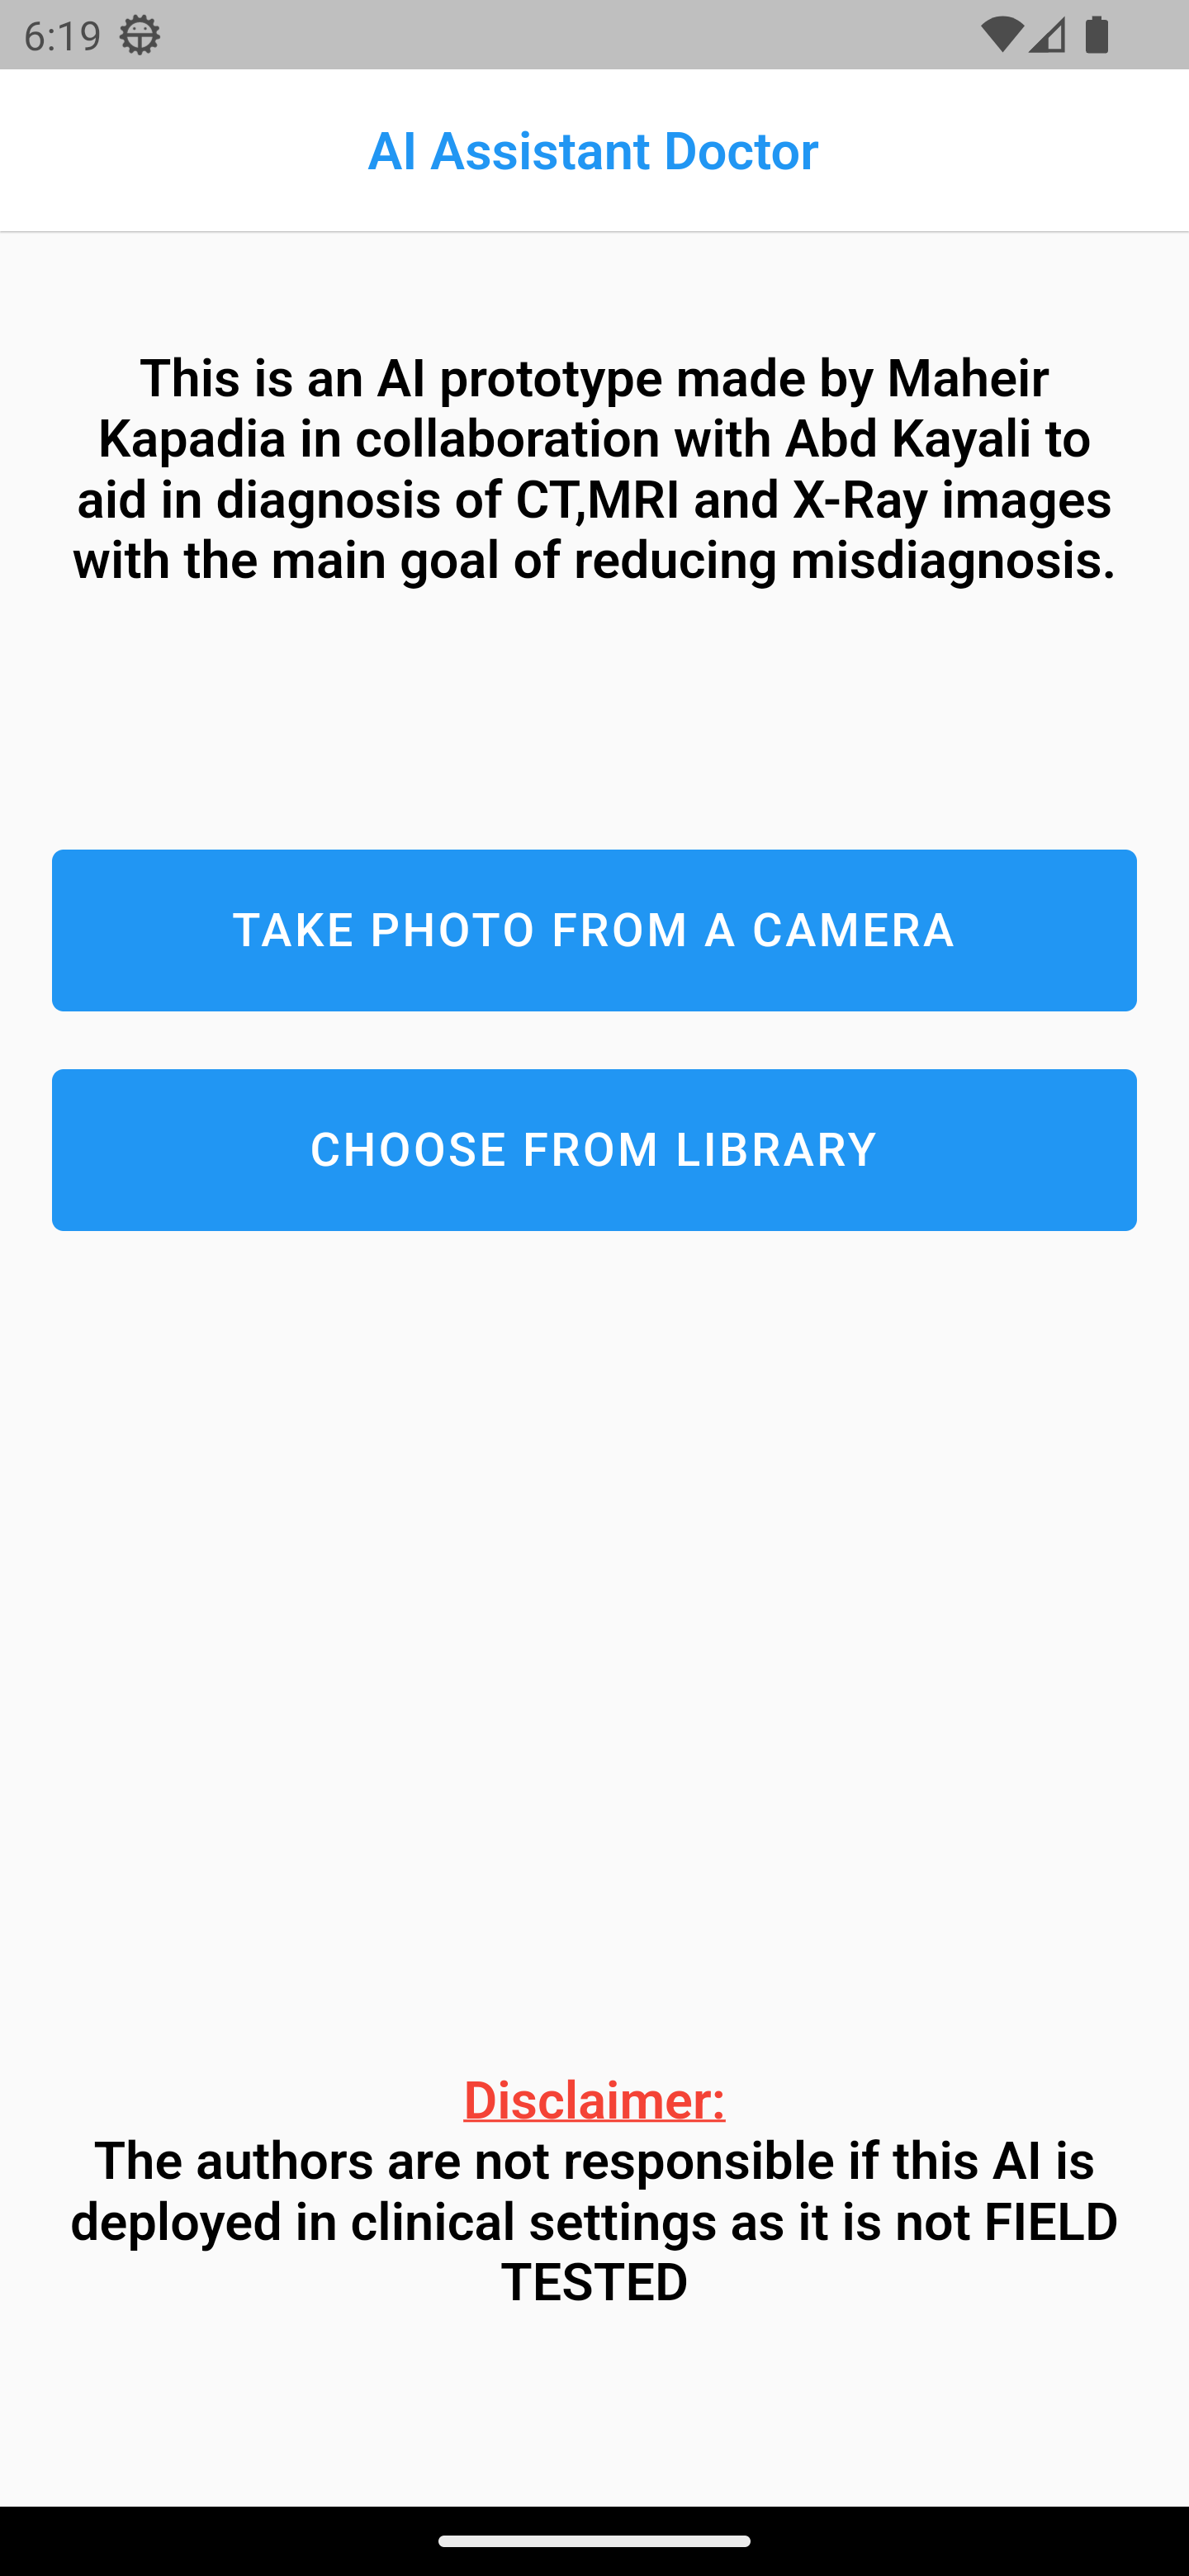 6:19
AI Assistant Doctor
This is an AI prototype made by Maheir
Kapadia in collaboration with Abd Kayali to
aid in diagnosis of CT,MRI and X-Ray images
with the main goal of reducing misdiagnosis.
TAKE PHOTO FROM A CAMERA
CHOOSE FROM LIBRARY
Disclaimer:
The authors are not responsible if this AI is
deployed in clinical settings as it is not FIELD
TESTED